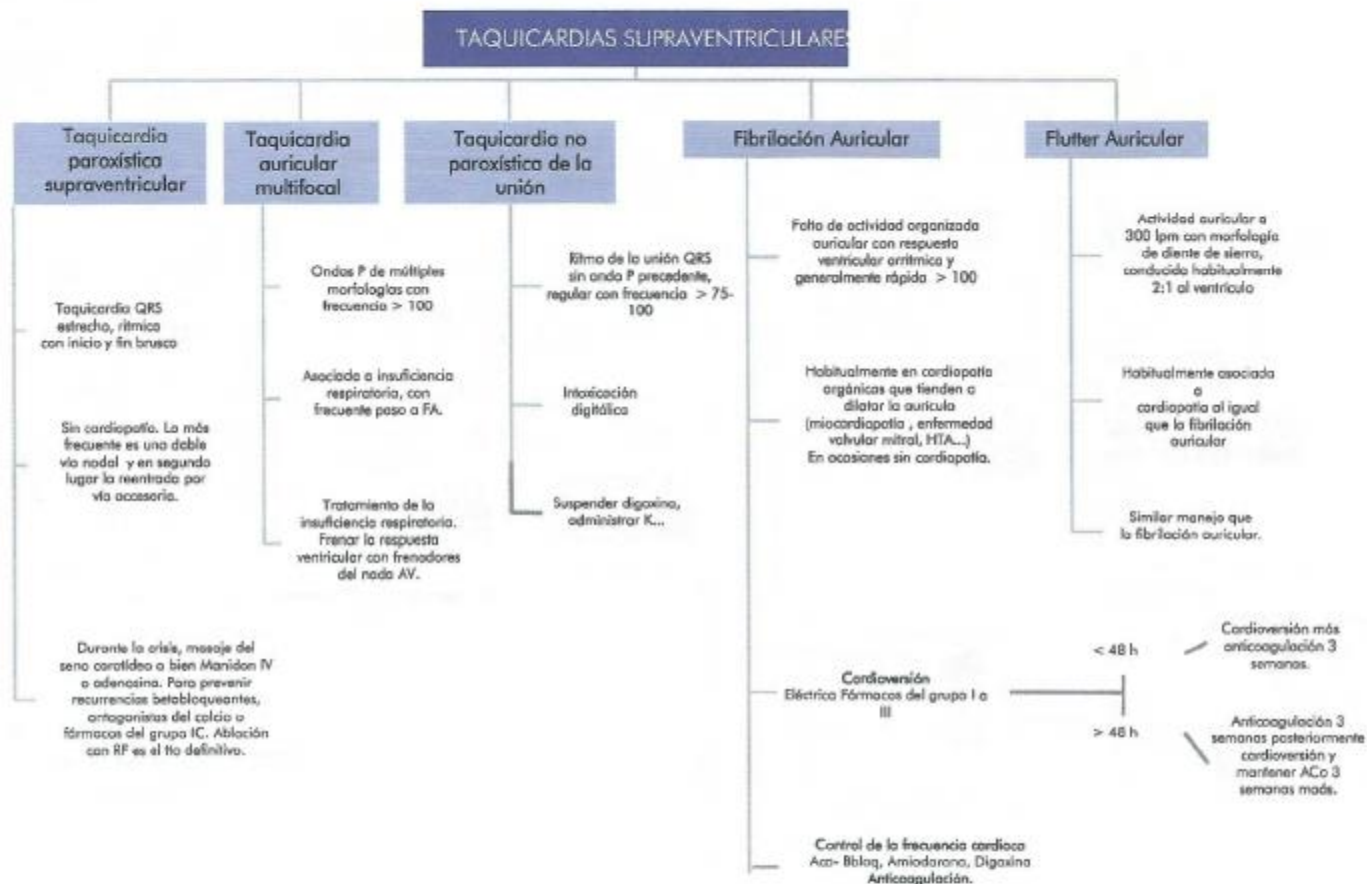 TAQUICARDIAS SUPRAVENTRICULARES
Taquicardia
paroxística
supraventricular
Taquicardia QRS
estrecho, rítmica
con inicio y fin brusco
Sin cardiopatía. La más
frecuente es una doble
vía nodal y en segundo
lugar la reentrada por
vía accesoria.
Durante la crisis, masaje del
seno carotídeo o bien Manidon IV
o adenosina. Para prevenir
recurrencias betabloqueantes,
antagonistas del calcio o
fármacos del grupo IC. Ablación
con RF es el tto definitivo.
Taquicardia
auricular
multifocal
Ondas P de múltiples
morfologías con
frecuencia > 100
Asociada a insuficiencia
respiratoria, con
frecuente paso a FA.
Tratamiento de la
insuficiencia respiratoria.
Frenar la respuesta
ventricular con frenadores
del nodo AV.
Taquicardia no
paroxística de la
unión
Ritmo de la unión QRS
sin onda P precedente,
regular con frecuencia > 75-
100
Intoxicación
digitálica
Suspender digoxina,
administrar K...
Fibrilación Auricular
Falta de actividad organizada
auricular con respuesta
ventricular arrítmica y
generalmente rápida > 100
Habitualmente en cardiopatía
orgánicas que tienden a
dilatar la aurícula
(miocardiopatía , enfermedad
valvular mitral, HTA...)
En ocasiones sin cardiopatía.
Cardioversión
Eléctrica Fármacos del grupo I o
III
< 48 h
Cardioversión más
anticoagulación 3
semanas.
> 48 h
Anticoagulación 3
semanas posteriormente
cardioversión y
mantener ACo 3
semanas maás.
Control de la frecuencia cardíaca
Aca- Bbloq, Amiodarona, Digoxina
Anticoagulación.
Flutter Auricular
Actividad auricular a
300 lpm con morfología
de diente de sierra,
conducida habitualmente
2:1 al ventrículo
Habitualmente asociada
a
cardiopatía al igual
que la fibrilación
auricular
Similar manejo que
la fibrilación auricular.